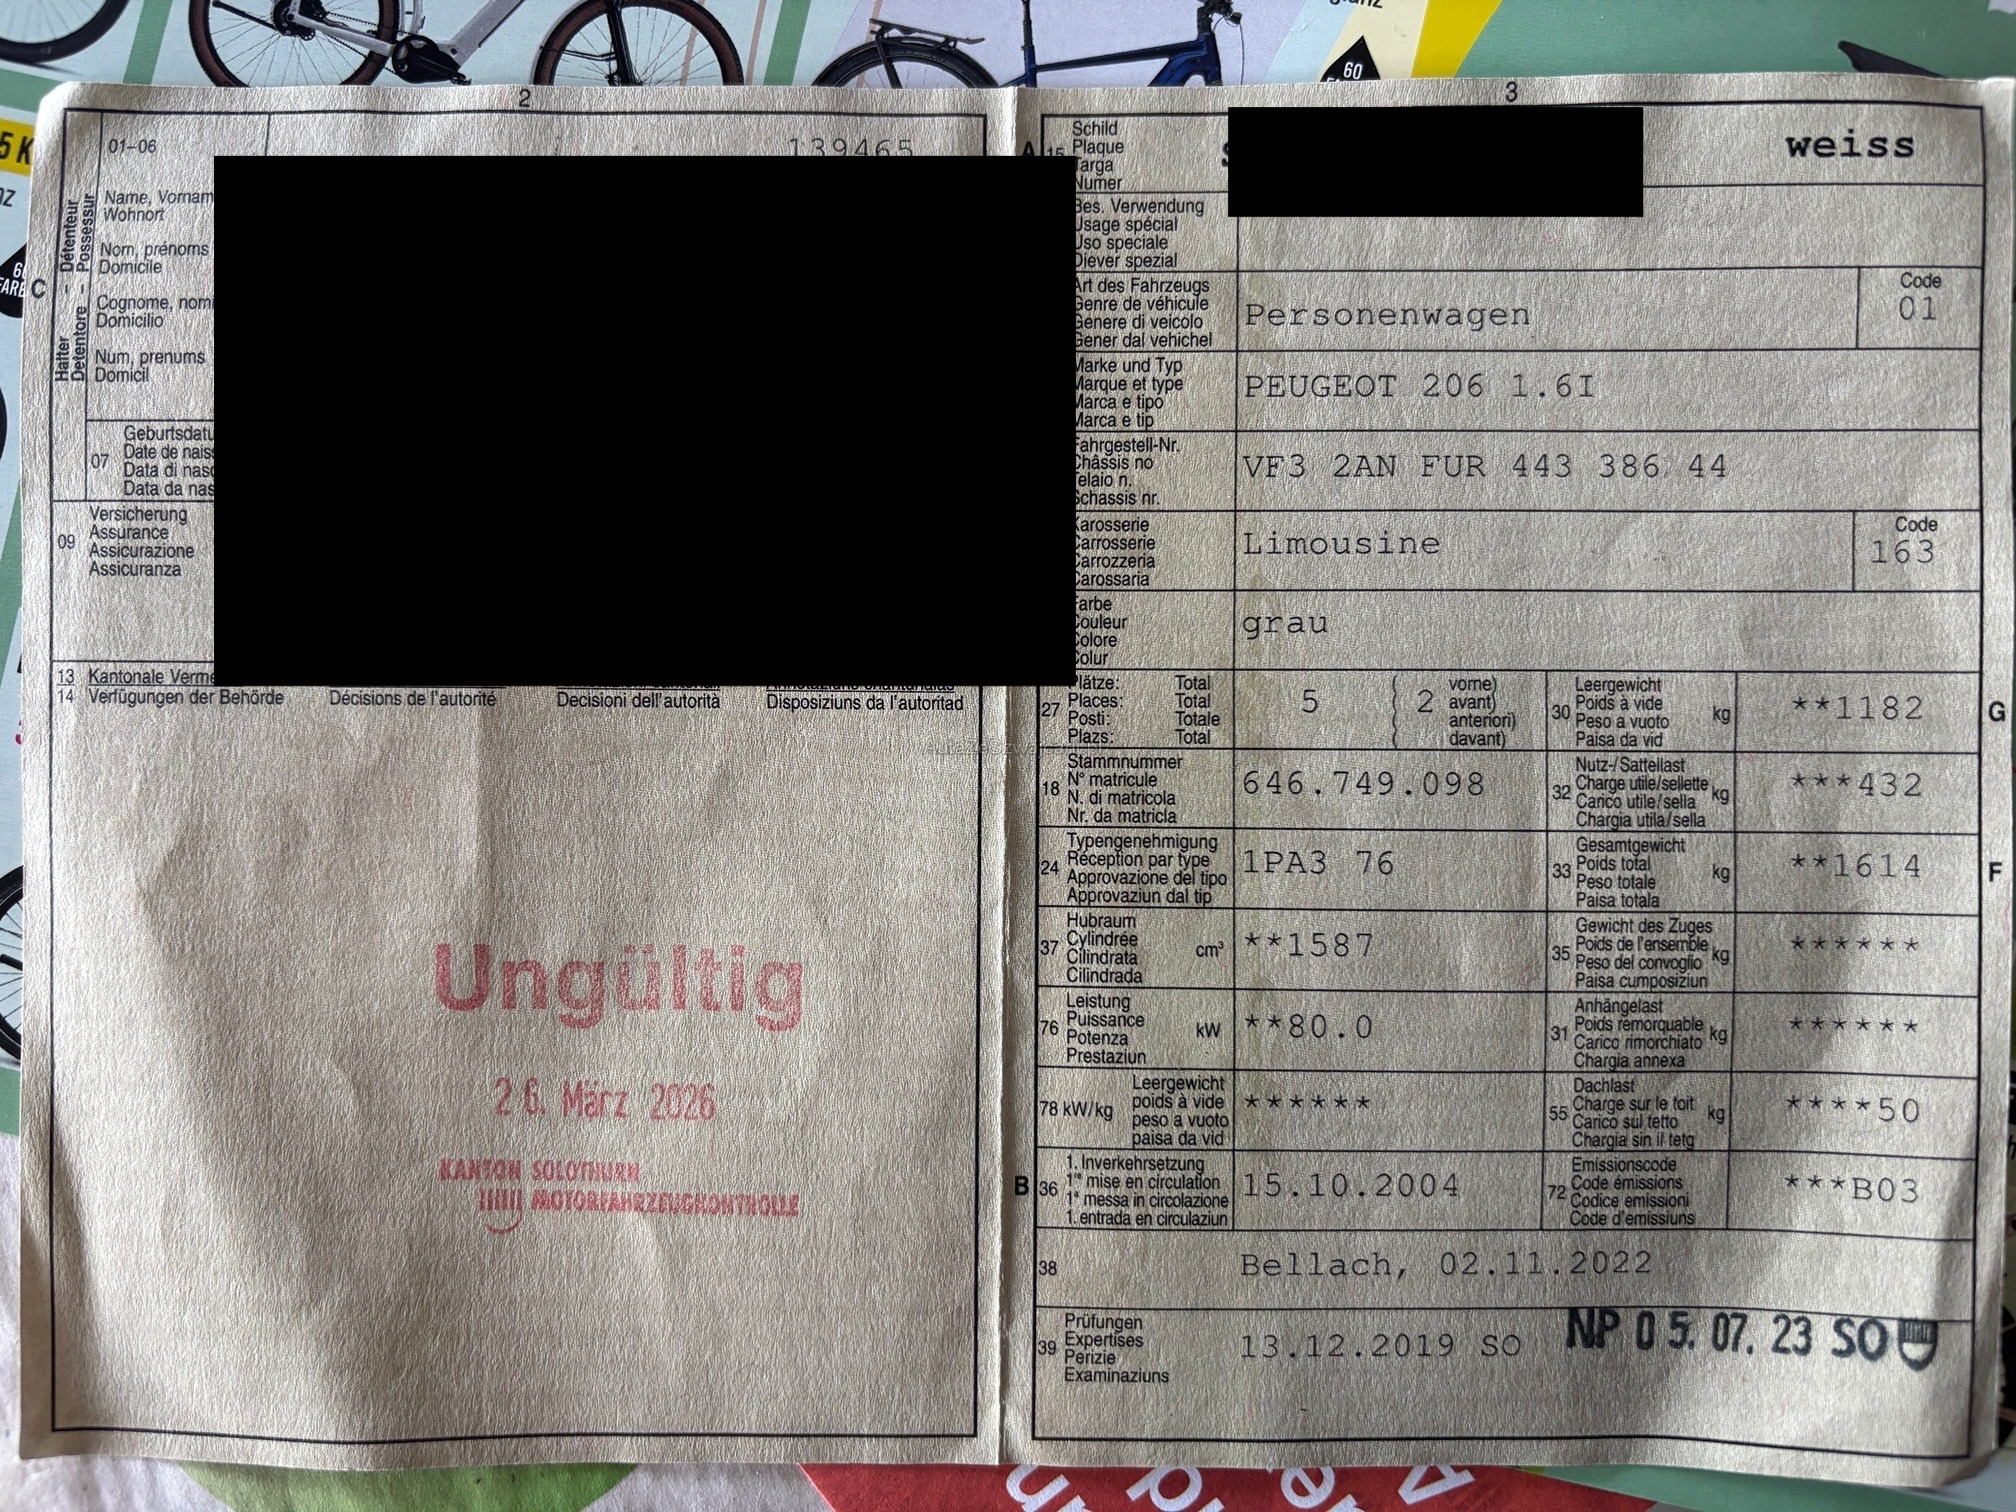 2
01–06
139465
Halter – Détenteur
Detentore – Possessur
C
Name, Vornam
Wohnort
Nom, prénoms
Domicile
Cognome, nomi
Domicilio
Num, prenums
Domicil
07
Geburtsdatu
Date de nais
Data di nasc
Data da nas
09
Versicherung
Assurance
Assicurazione
Assicuranza
13 Kantonale Verme
14 Verfügungen der Behörde Décisions de l'autorité Decisioni dell'autorità Disposiziuns da l'autoritad
Ungültig
26. März 2026
KANTON SOLOTHURN
MOTORFAHRZEUGKONTROLLE
3
A 15
Schild
Plaque
Targa
Numer
weiss
Bes. Verwendung
Usage spécial
Uso speciale
Diever spezial
Art des Fahrzeugs
Genre de véhicule
Genere di veicolo
Gener dal vehichel
Personenwagen
Code
01
Marke und Typ
Marque et type
Marca e tipo
Marca e tip
PEUGEOT 206 1.6I
Fahrgestell-Nr.
Châssis no
Telaio n.
Schassis nr.
VF3 2AN FUR 443 386 44
Karosserie
Carrosserie
Carrozzeria
Carossaria
Limousine
Code
163
Farbe
Couleur
Colore
Colur
grau
27
Plätze: Total
Places: Total
Posti: Totale
Plazs: Total
5 ( 2 vorne)
avant)
anteriori)
davant)
18
Stammnummer
N° matricule
N. di matricola
Nr. da matricla
646.749.098
24
Typengenehmigung
Réception par type
Approvazione del tipo
Approvaziun dal tip
1PA3 76
37
Hubraum
Cylindrée
Cilindrata
Cilindrada
cm³
**1587
76
Leistung
Puissance
Potenza
Prestaziun
kW
**80.0
78 kW/kg
Leergewicht
poids à vide
peso a vuoto
paisa da vid
******
B 36
1. Inverkehrsetzung
1re mise en circulation
1a messa in circolazione
1. entrada en circulaziun
15.10.2004
30
Leergewicht
Poids à vide
Peso a vuoto
Paisa da vid
kg
**1182
G
32
Nutz-/Sattellast
Charge utile/sellette
Carico utile/sella
Chargia utila/sella
kg
***432
33
Gesamtgewicht
Poids total
Peso totale
Paisa totala
kg
**1614
F
35
Gewicht des Zuges
Poids de l'ensemble
Peso del convoglio
Paisa cumposiziun
kg
******
31
Anhängelast
Poids remorquable
Carico rimorchiato
Chargia annexa
kg
******
55
Dachlast
Charge sur le toit
Carico sul tetto
Chargia sin il tetg
kg
****50
72
Emissionscode
Code émissions
Codice emissioni
Code d'emissiuns
***B03
38
Bellach, 02.11.2022
39
Prüfungen
Expertises
Perizie
Examinaziuns
13.12.2019 SO
NP 05. 07. 23 SO
60